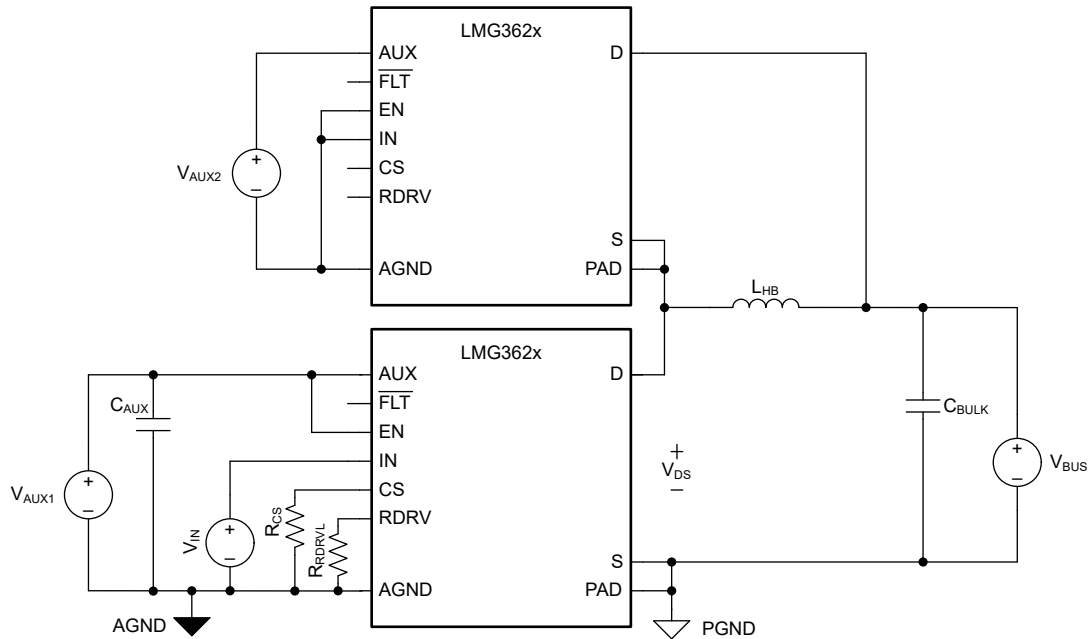 LMG362x
AUX
D
FLT
EN
IN
CS
RDRV
S
AGND
PAD
+
−
VAUX2
LHB
LMG362x
AUX
D
FLT
EN
IN
CS
RDRV
S
AGND
PAD
CAUX
+
−
VAUX1
+
−
VIN
RCS
RRDRVL
+
VDS
−
CBULK
+
−
VBUS
AGND
PGND